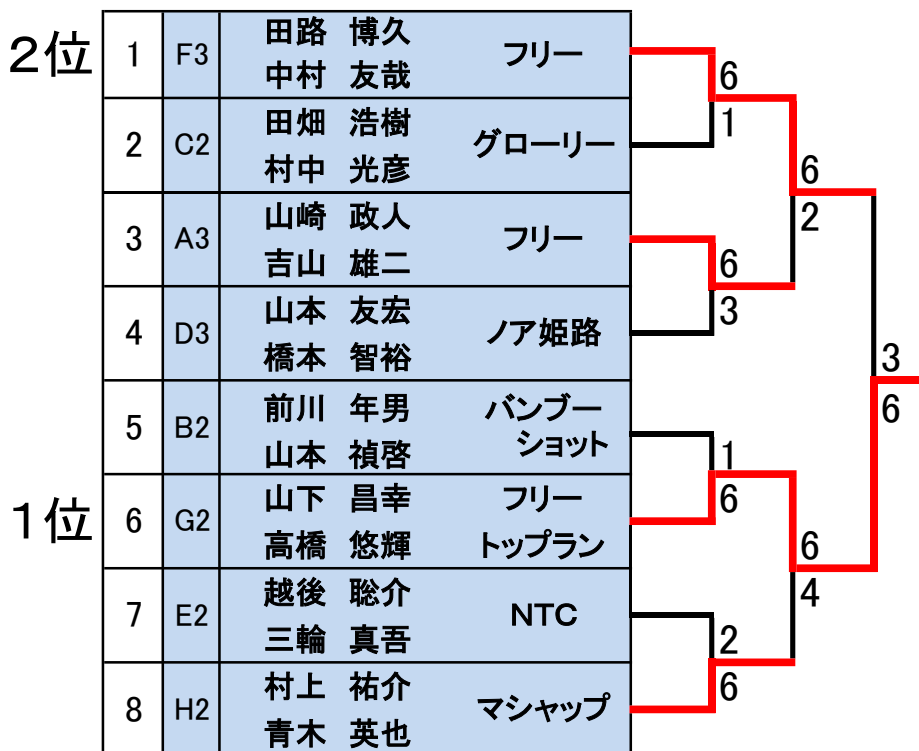 2位
1 F3 田路 博久 フリー
中村 友哉
2 C2 田畑 浩樹 グローリー
村中 光彦
3 A3 山崎 政人 フリー
吉山 雄二
4 D3 山本 友宏 ノア姫路
橋本 智裕
5 B2 前川 年男 バンブー
山本 禎啓 ショット
1位
6 G2 山下 昌幸 フリー
高橋 悠輝 トップラン
7 E2 越後 聡介 NTC
三輪 真吾
8 H2 村上 祐介 マシャップ
青木 英也
6
1
6
2
6
3
3
6
1
6
6
4
2
6